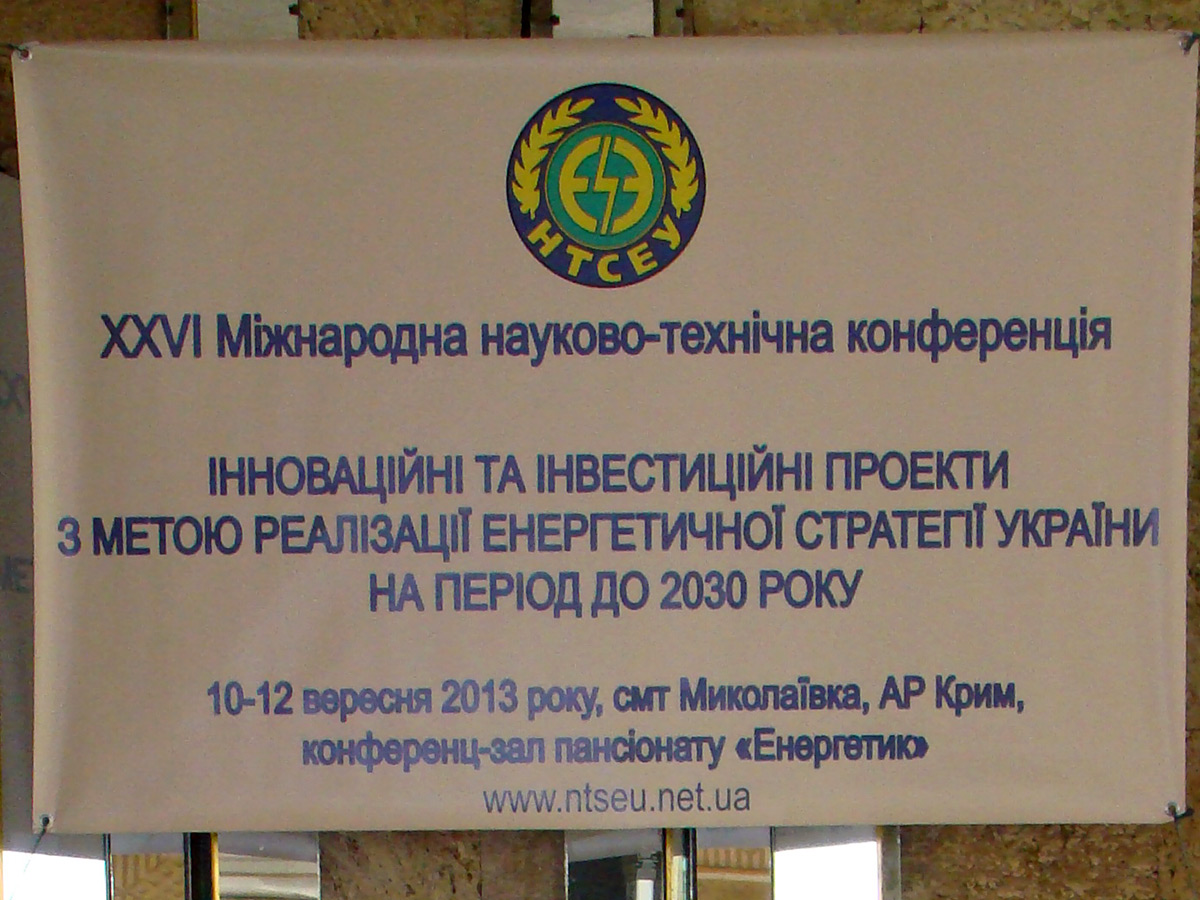 НТСЕУ
XXVI Міжнародна науково-технічна конференція
ІННОВАЦІЙНІ ТА ІНВЕСТИЦІЙНІ ПРОЕКТИ
З МЕТОЮ РЕАЛІЗАЦІЇ ЕНЕРГЕТИЧНОЇ СТРАТЕГІЇ УКРАЇНИ
НА ПЕРІОД ДО 2030 РОКУ
10-12 вересня 2013 року, смт Миколаївка, АР Крим,
конференц-зал пансіонату «Енергетик»
www.ntseu.net.ua